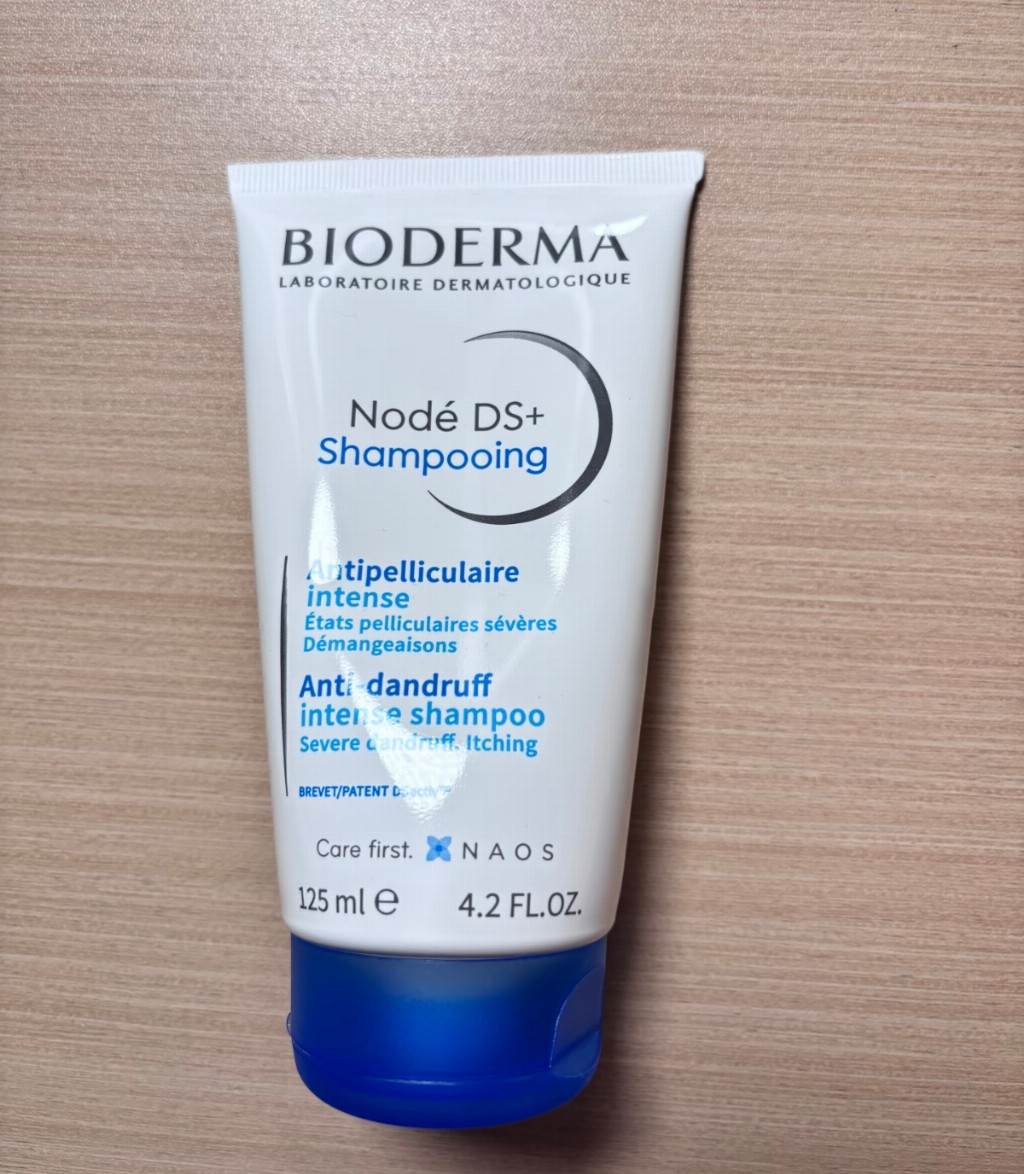 BIODERMA
LABORATOIRE DERMATOLOGIQUE
Nodé DS+
Shampooing
Antipelliculaire
intense
États pelliculaires sévères
Démangeaisons
Anti-dandruff
intense shampoo
Severe dandruff. Itching
BREVET/PATENT
Care first. NAOS
125 ml ℮ 4.2 FL.OZ.